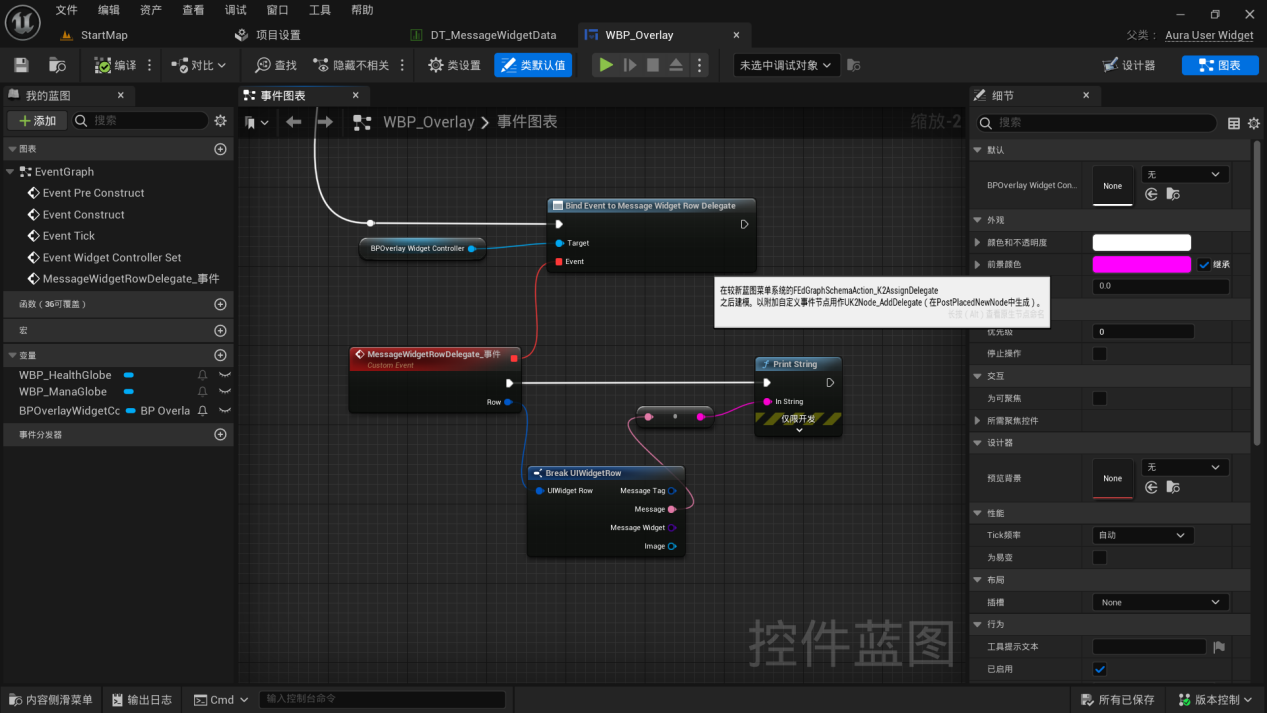 文件 编辑 资产 查看 调试 窗口 工具 帮助
StartMap
项目设置
DT_MessageWidgetData
WBP_Overlay
父类： Aura User Widget
编译 对比 查找 隐藏不相关 类设置 类默认值 未选中调试对象 设计器 图表
我的蓝图
添加 搜索
图表
EventGraph
Event Pre Construct
Event Construct
Event Tick
Event Widget Controller Set
MessageWidgetRowDelegate_事件
函数（36可覆盖）
宏
变量
WBP_HealthGlobe
WBP_ManaGlobe
BPOverlayWidgetCc BP Overla
事件分发器
事件图表
WBP_Overlay 事件图表
缩放-2
Bind Event to Message Widget Row Delegate
Target
Event
BPOverlay Widget Controller
在较新蓝图菜单系统的FEdGraphSchemaAction_K2AssignDelegate
之后建模。以附加自定义事件节点用作UK2Node_AddDelegate（在PostPlacedNewNode中生成）。
长按（Alt）查看原生节点命名
MessageWidgetRowDelegate_事件
Custom Event
Row
Print String
In String
仅限开发
Break UIWidgetRow
UIWidget Row
Message Tag
Message
Message Widget
Image
控件蓝图
细节
搜索
默认
BPOverlay Widget Con... None 无
外观
颜色和不透明度
前景颜色 继承
0.0
优先级 0
停止操作
交互
为可聚焦
所需聚焦控件
设计器
预览背景 None 无
性能
Tick频率 自动
为易变
布局
插槽 None
行为
工具提示文本
已启用
内容侧滑菜单 输出日志 Cmd 输入控制台命令 所有已保存 版本控制